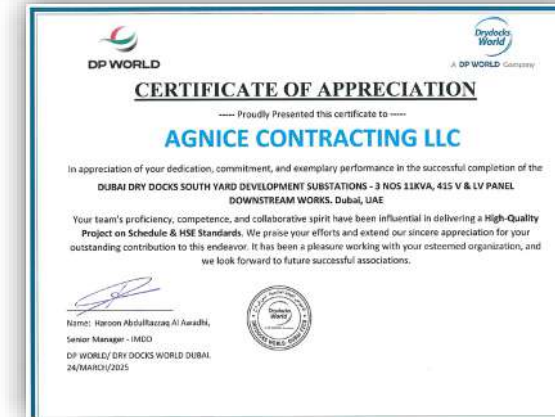 DP WORLD
Drydocks
World
A DP WORLD Company
CERTIFICATE OF APPRECIATION
----- Proudly Presented this certificate to -----
AGNICE CONTRACTING LLC
In appreciation of your dedication, commitment, and exemplary performance in the successful completion of the
DUBAI DRY DOCKS SOUTH YARD DEVELOPMENT SUBSTATIONS - 3 NOS 11KVA, 415 V & LV PANEL
DOWNSTREAM WORKS. Dubai, UAE
Your team's proficiency, competence, and collaborative spirit have been influential in delivering a High-Quality
Project on Schedule & HSE Standards. We praise your efforts and extend our sincere appreciation for your
outstanding contribution to this endeavor. It has been a pleasure working with your esteemed organization, and
we look forward to future successful associations.
Name: Haroon AbdulRazzaq Al Awadhi,
Senior Manager - IMDD
DP WORLD/ DRY DOCKS WORLD DUBAI.
24/MARCH/2025
Drydocks
World